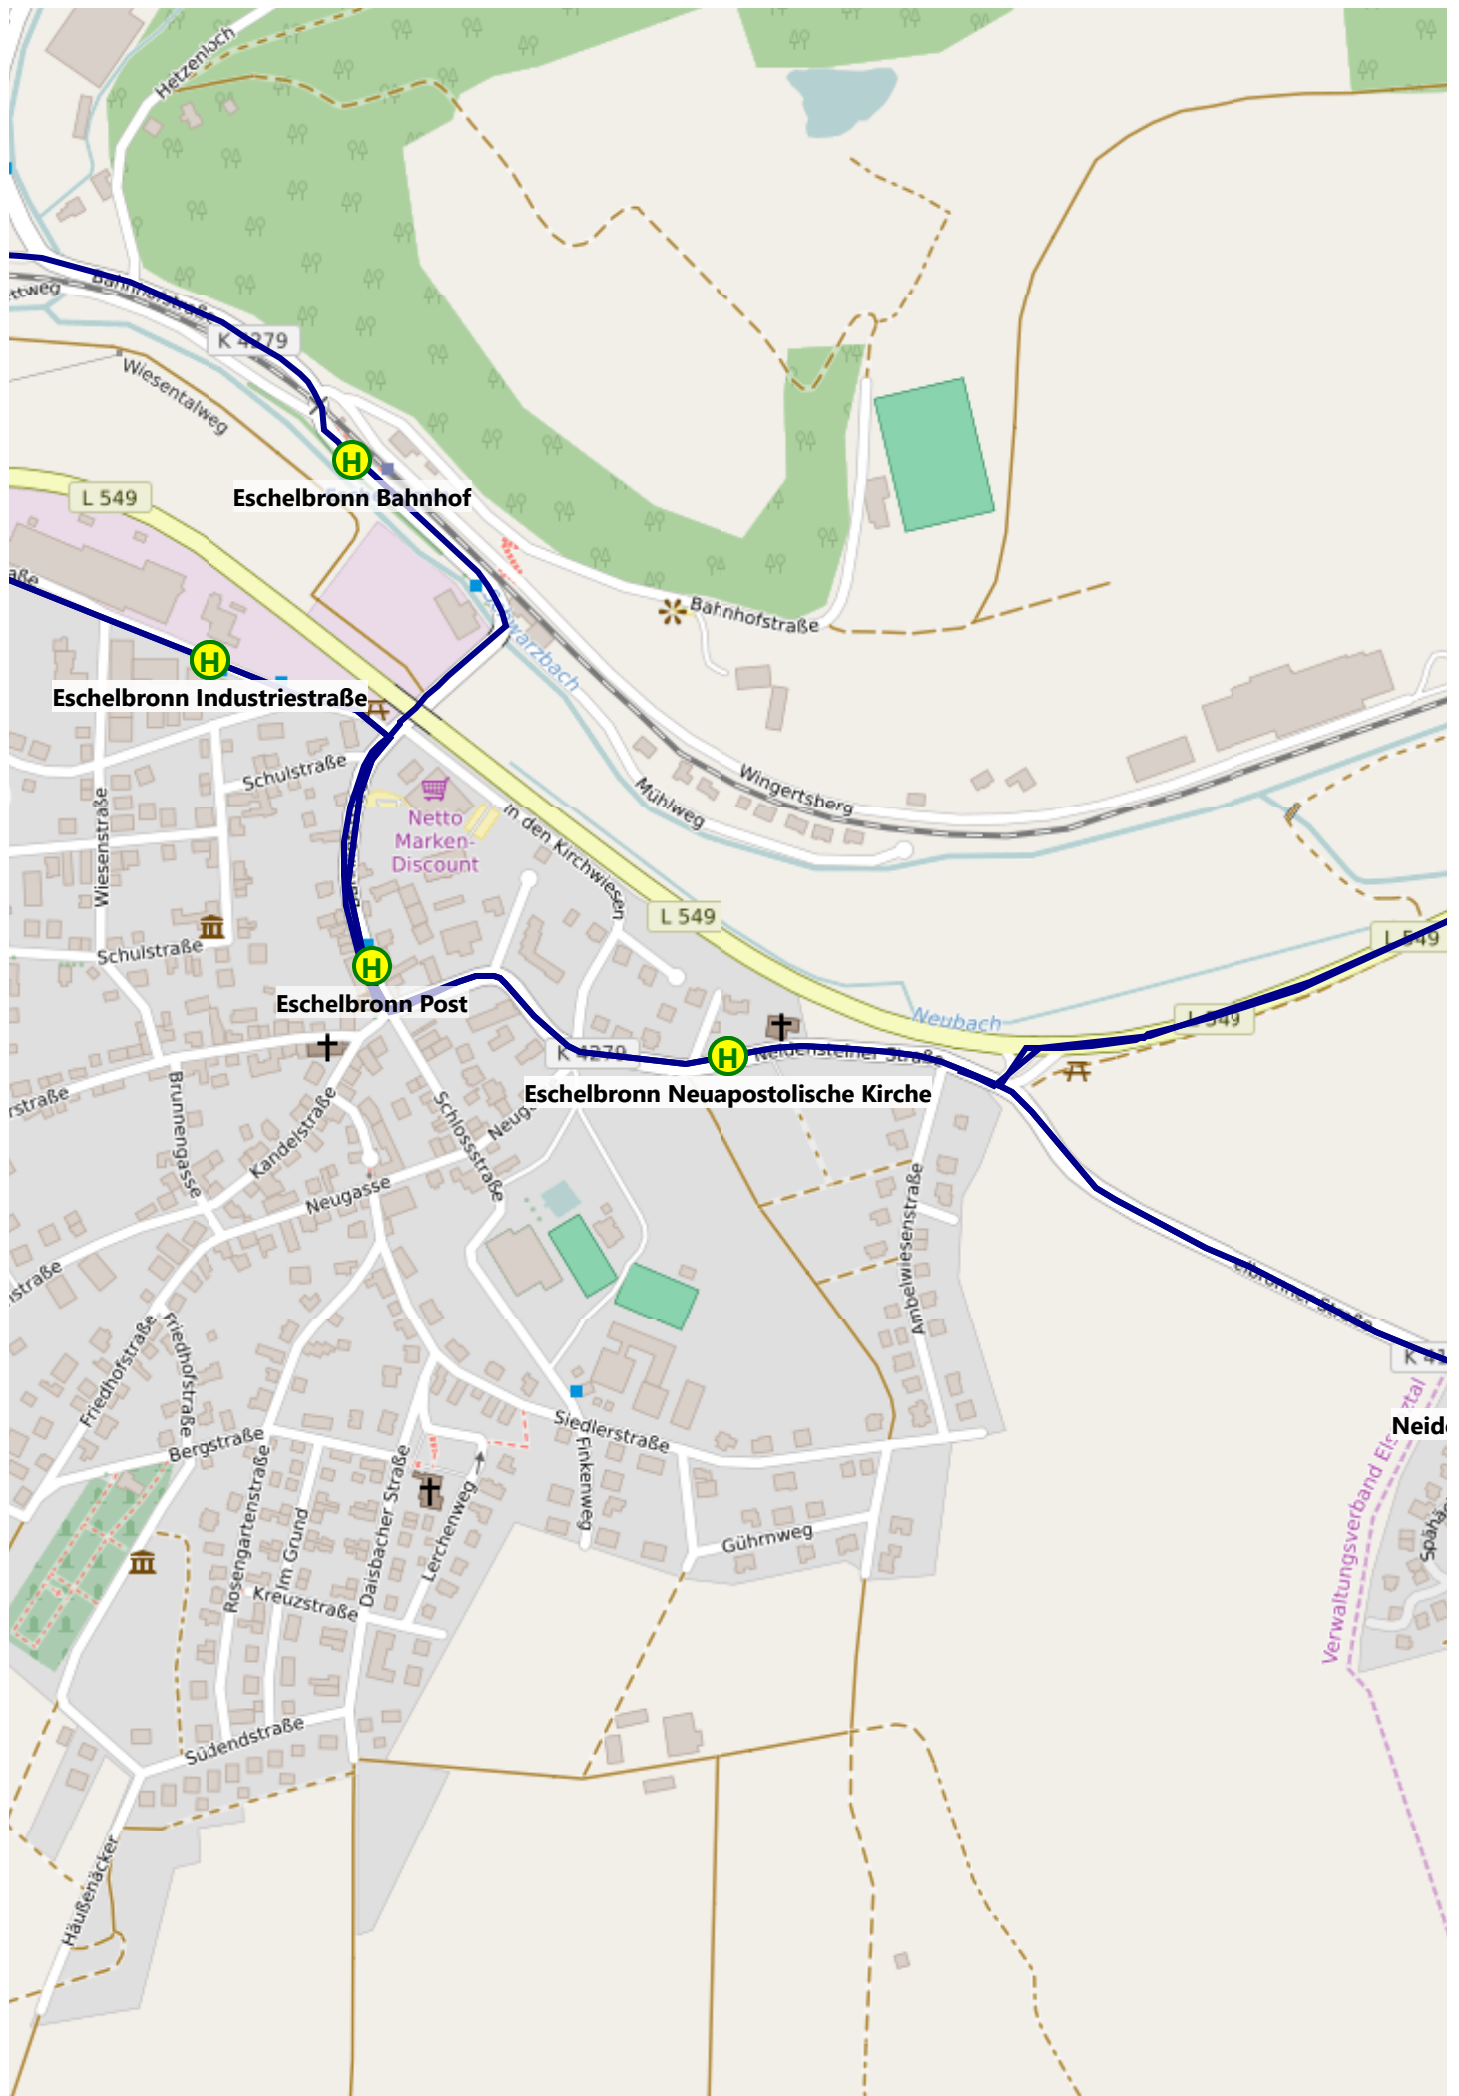 Hetzenloch
Bahnhofstraße
K 4279
Wiesentalweg
H
Eschelbronn Bahnhof
L 549
Schwarzbach
Bahnhofstraße
H
Eschelbronn Industriestraße
Schulstraße
Wiesenstraße
Netto
Marken-
Discount
In den Kirchwiesen
Mühlweg
Wingertsberg
L 549
L 549
L 549
Schulstraße
H
Eschelbronn Post
Neubach
K 4279
H
Neidensteiner Straße
Eschelbronn Neuapostolische Kirche
Brunnengasse
Kandelstraße
Schlossstraße
Neugasse
Ambelwiesenstraße
Friedhofstraße
Friedhofstraße
Bergstraße
Siedlerstraße
Finkenweg
Rosengartenstraße
Im Grund
Daisbacher Straße
Lerchenweg
Kreuzstraße
Gührnweg
Südendstraße
Häußenäcker